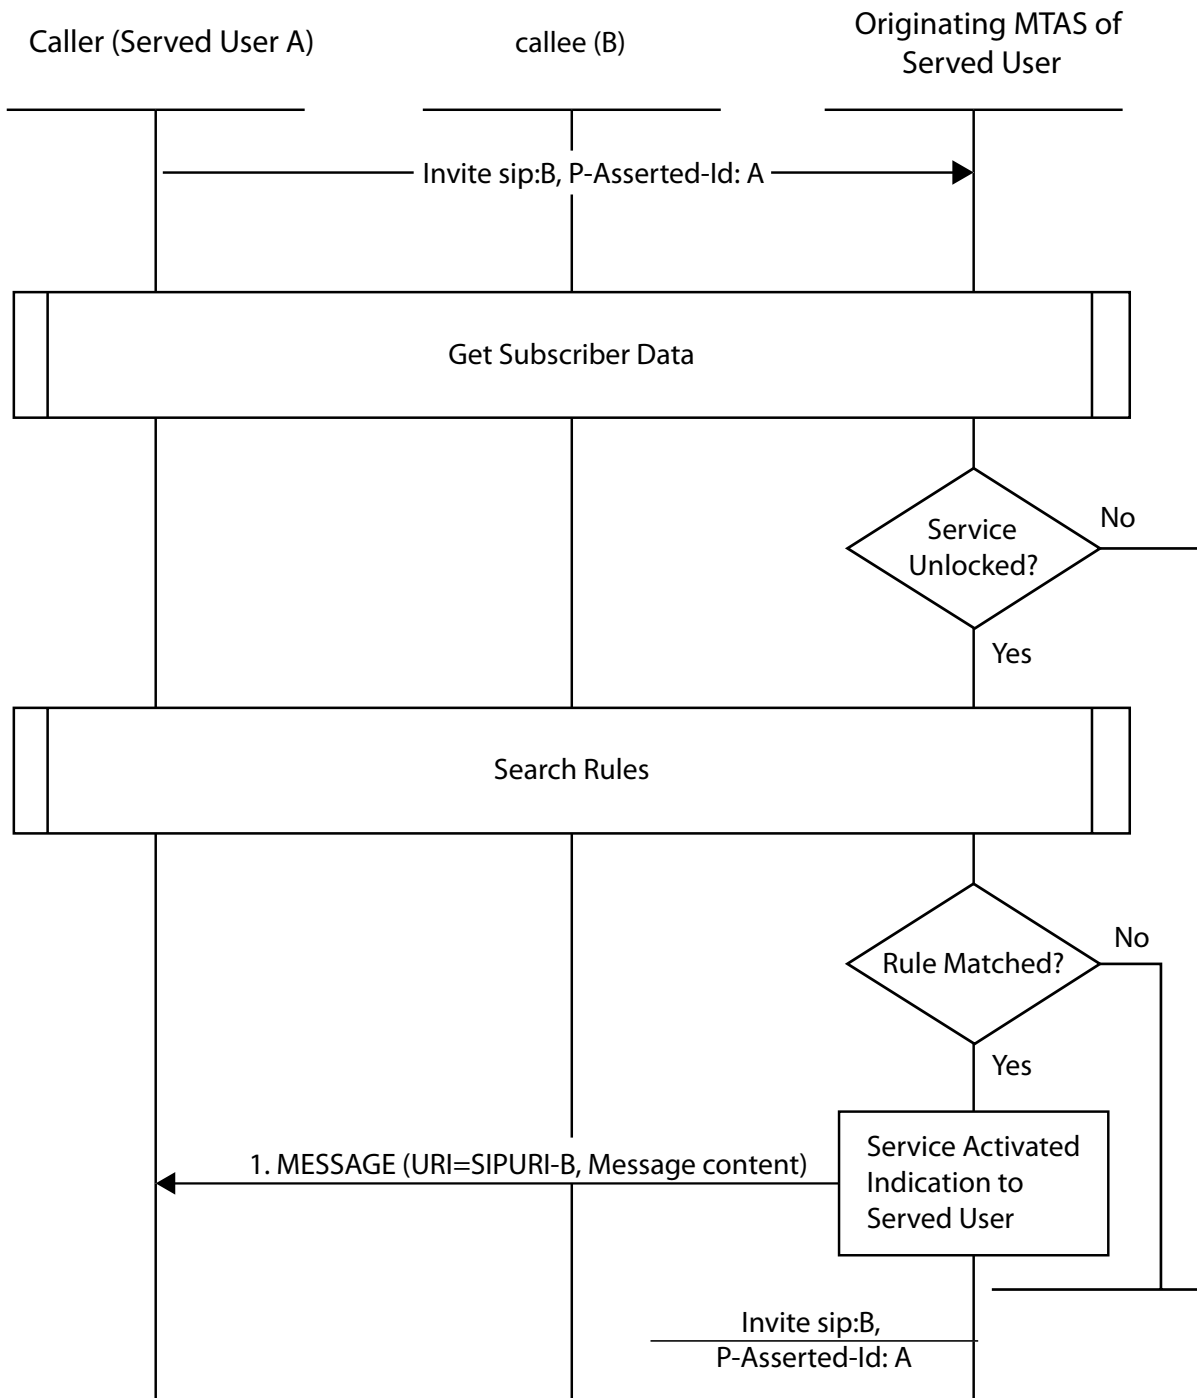 Caller (Served User A)
callee (B)
Originating MTAS of
Served User
Invite sip:B, P-Asserted-Id: A
Get Subscriber Data
Service
Unlocked?
No
Yes
Search Rules
Rule Matched?
No
Yes
1. MESSAGE (URI=SIPURI-B, Message content)
Service Activated
Indication to
Served User
Invite sip:B,
P-Asserted-Id: A